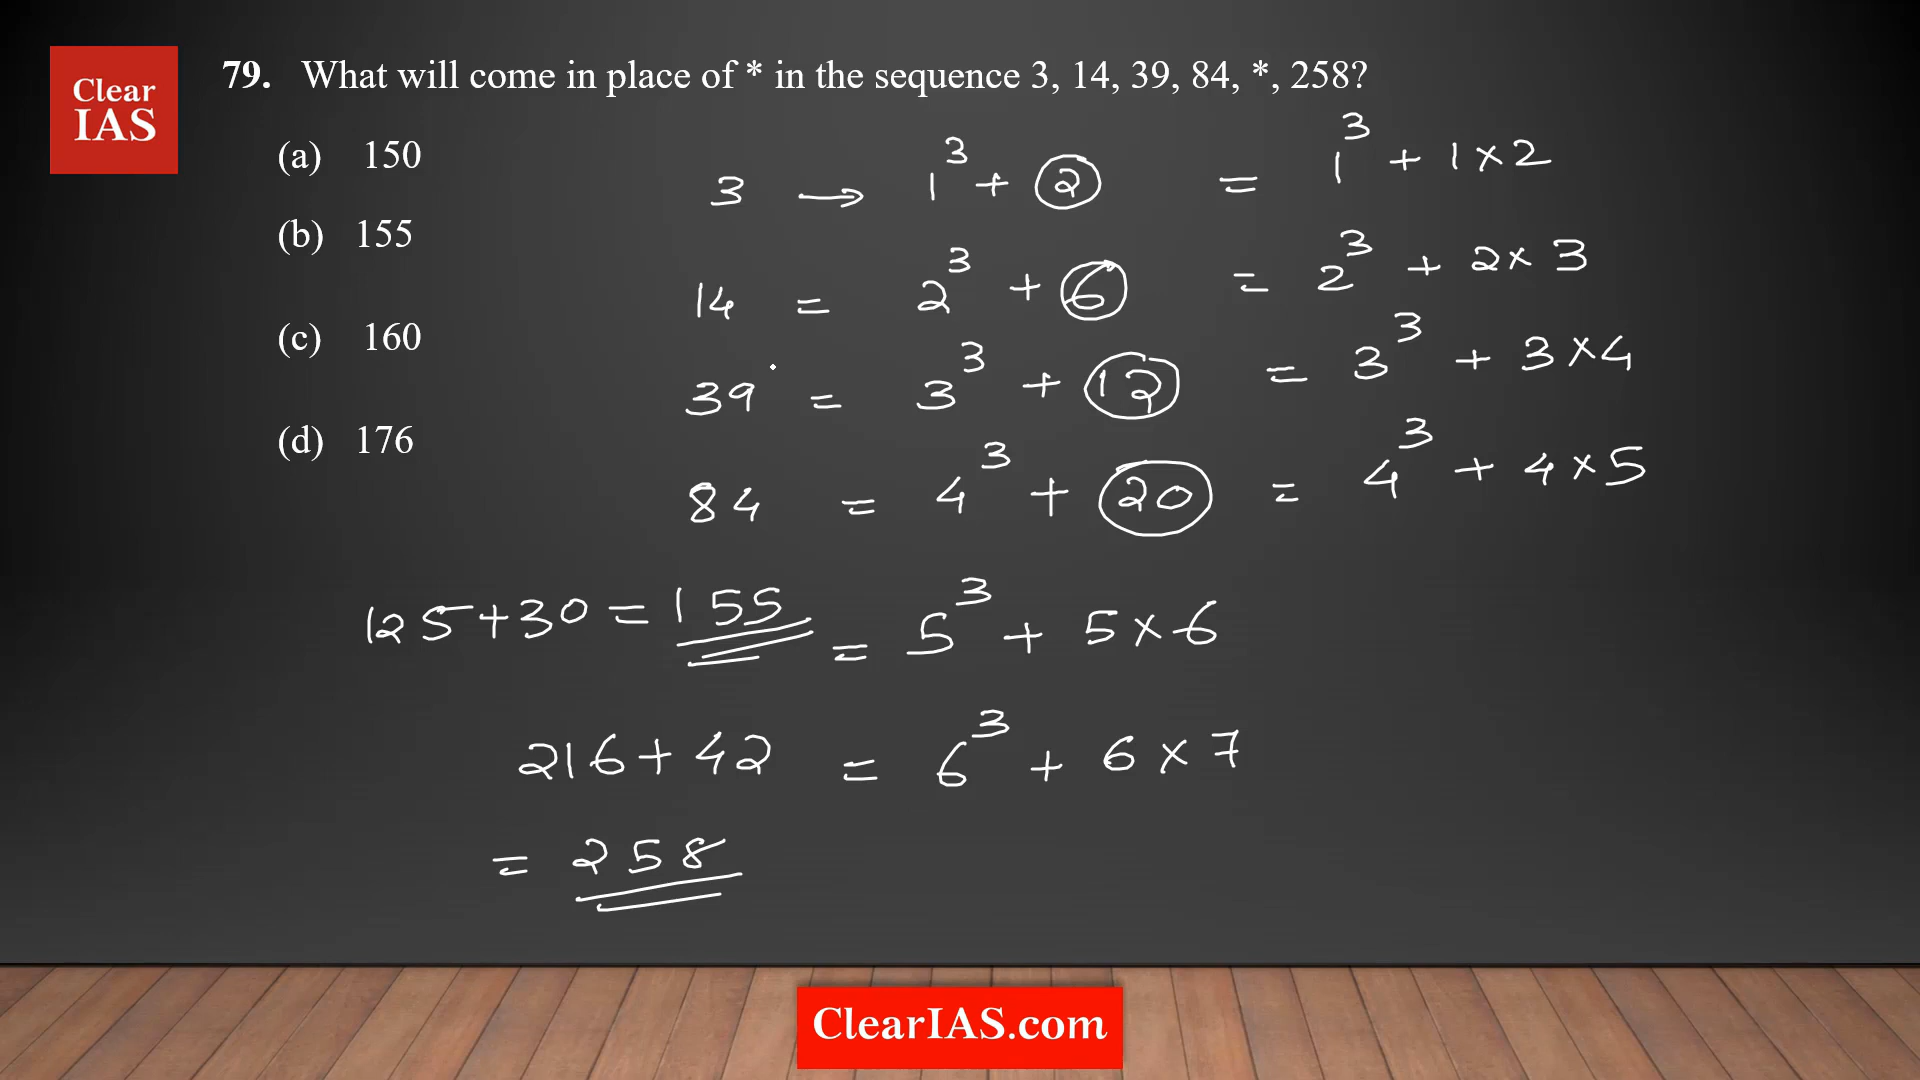 Clear
IAS
79. What will come in place of * in the sequence 3, 14, 39, 84, *, 258?
(a) 150
(b) 155
(c) 160
(d) 176
3 → 1³ + 2 = 1³ + 1 × 2
14 = 2³ + 6 = 2³ + 2 × 3
39 = 3³ + 12 = 3³ + 3 × 4
84 = 4³ + 20 = 4³ + 4 × 5
125 + 30 = 155 = 5³ + 5 × 6
216 + 42 = 6³ + 6 × 7
= 258
ClearIAS.com